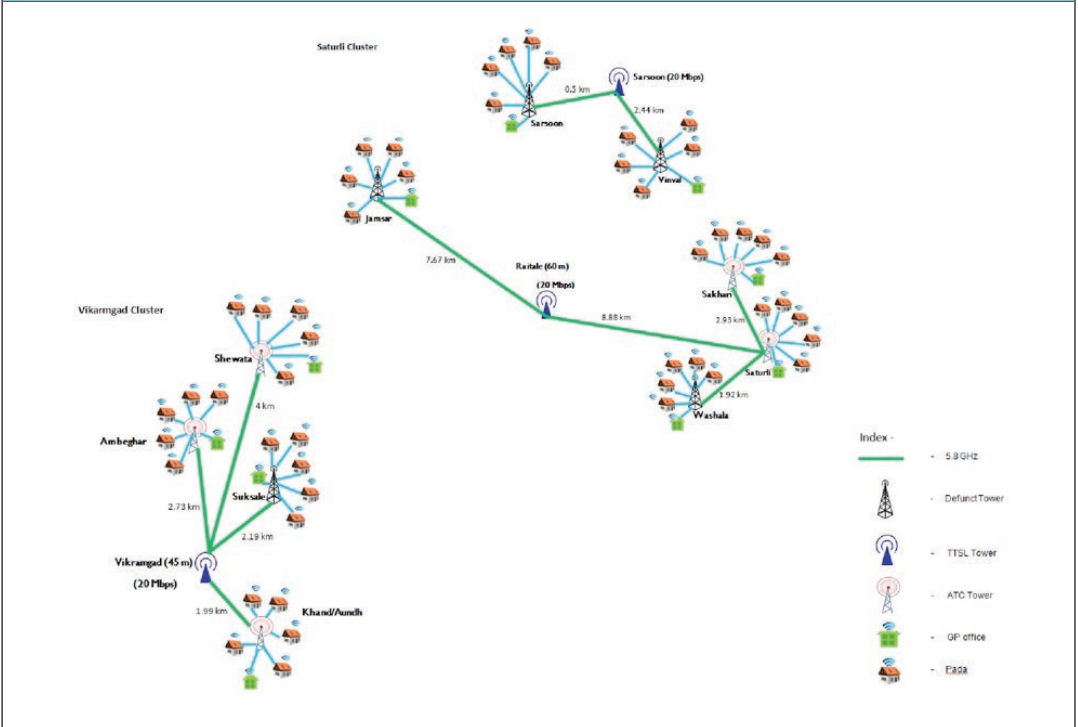 Saturli Cluster
Sarsoon (20 Mbps)
0.5 km
Sarsoon
2.44 km
Vinval
Jamsar
7.67 km
Raitale (60 m)
(20 Mbps)
8.88 km
Sakhari
2.93 km
Saturli
1.92 km
Washala
Vikarmgad Cluster
Shewata
4 km
Ambeghar
Suksale
2.73 km
2.19 km
Vikramgad (45 m)
(20 Mbps)
1.99 km
Khand/Aundh
Index -
- 5.8 GHz
- Defunct Tower
- TTSL Tower
- ATC Tower
- GP office
- Pada